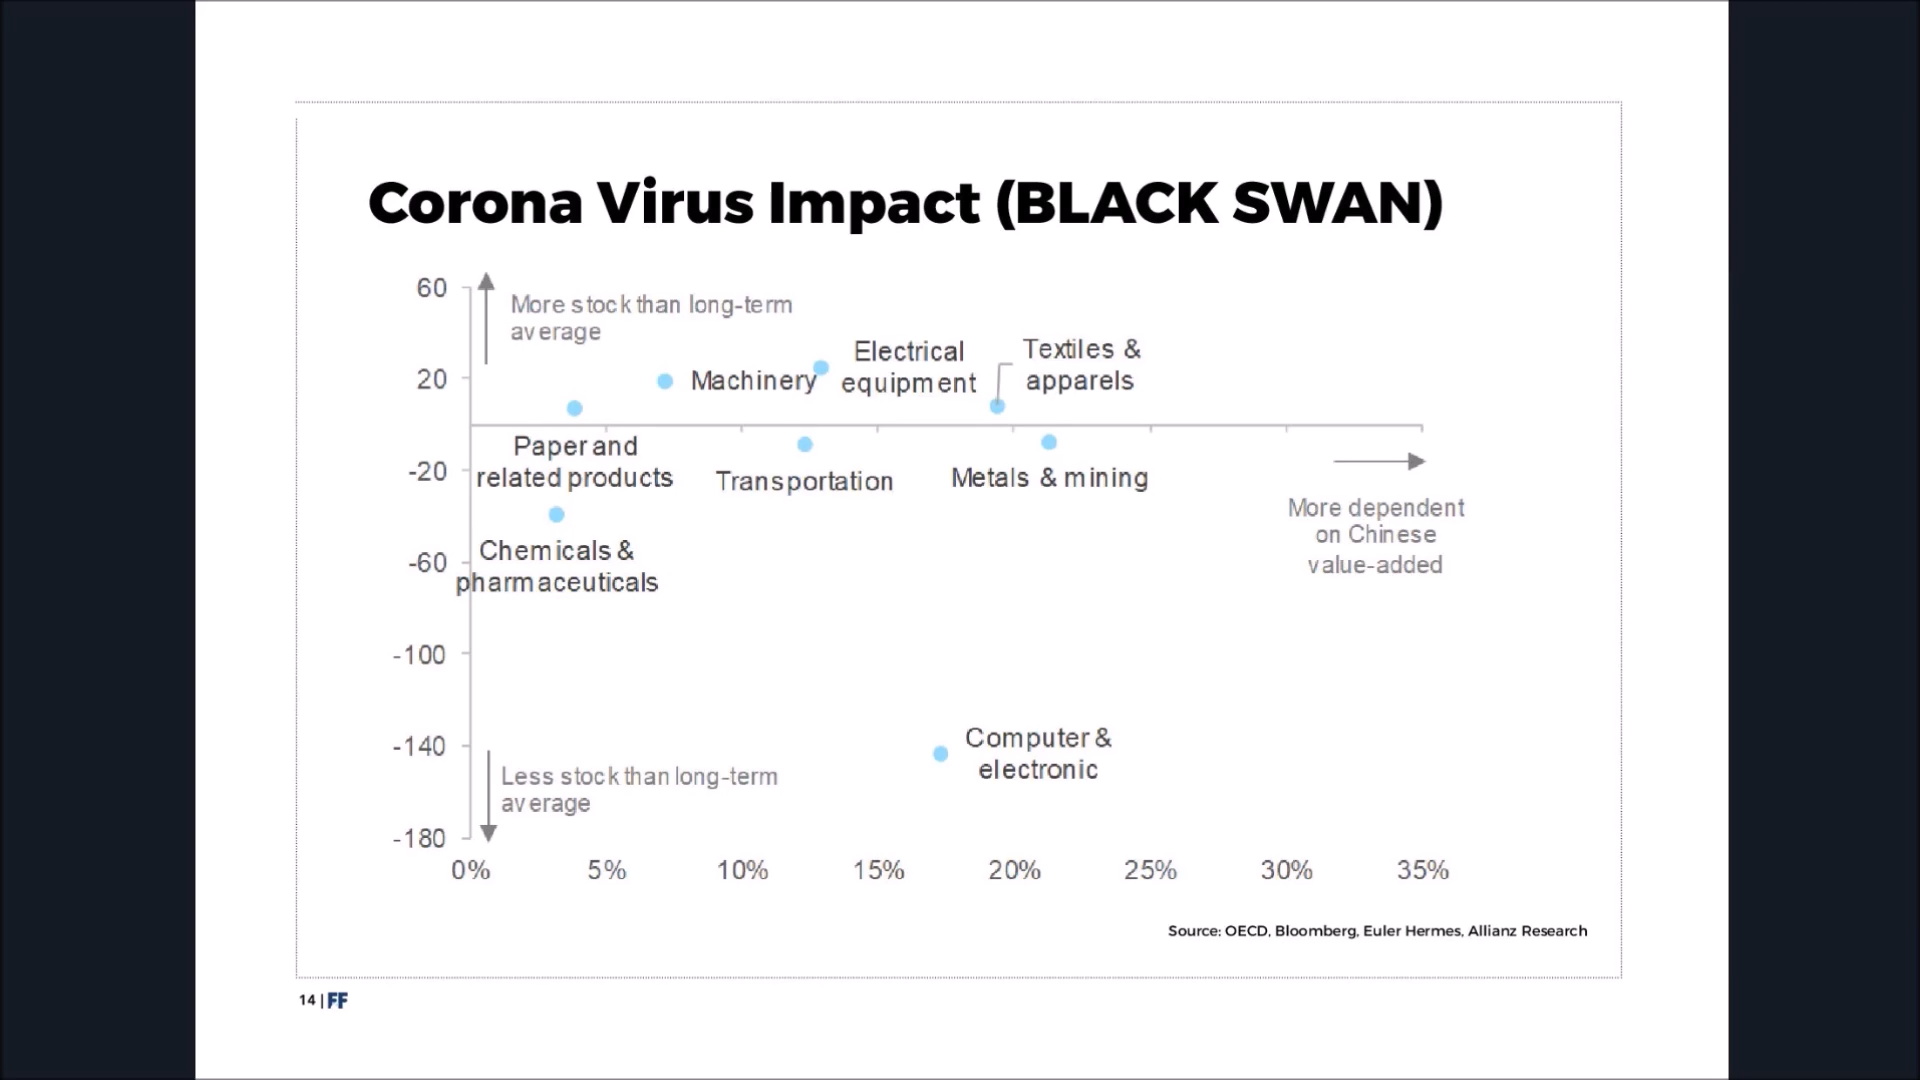 Corona Virus Impact (BLACK SWAN)
60
More stock than long-term
average
Electrical
equipment
Textiles &
apparels
20
Machinery
Paper and
related products
-20
Transportation
Metals & mining
More dependent
on Chinese
value-added
Chemicals &
pharmaceuticals
-60
-100
Computer &
electronic
-140
Less stock than long-term
average
-180
0% 5% 10% 15% 20% 25% 30% 35%
Source: OECD, Bloomberg, Euler Hermes, Allianz Research
14 | FF